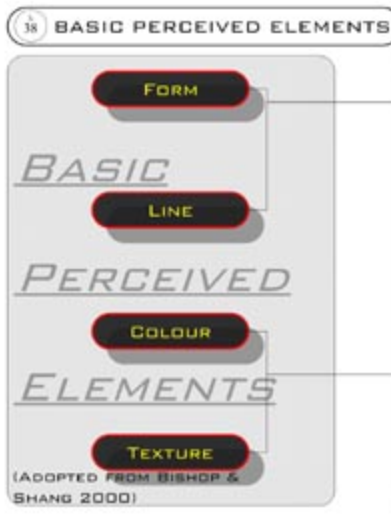 38 BASIC PERCEIVED ELEMENTS
FORM
BASIC
LINE
PERCEIVED
COLOUR
ELEMENTS
TEXTURE
(ADOPTED FROM BISHOP &
SHANG 2000)